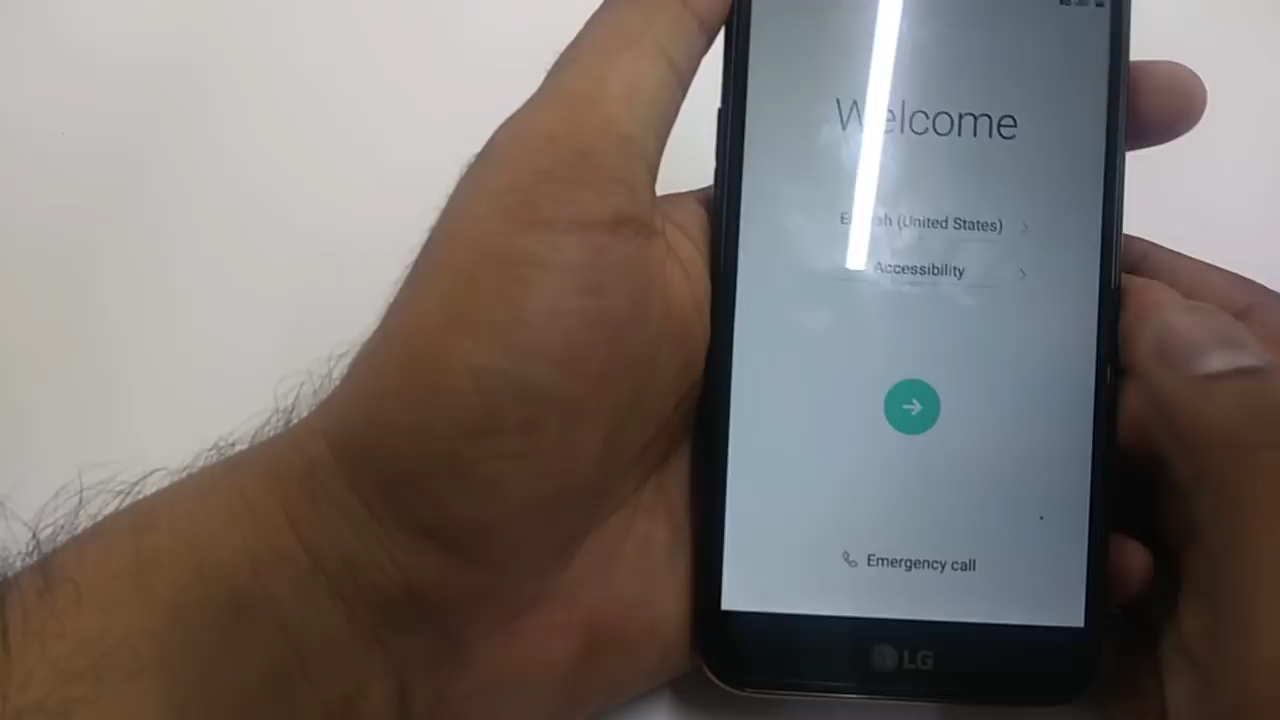 Welcome
(United States)
Accessibility
Emergency call
LG